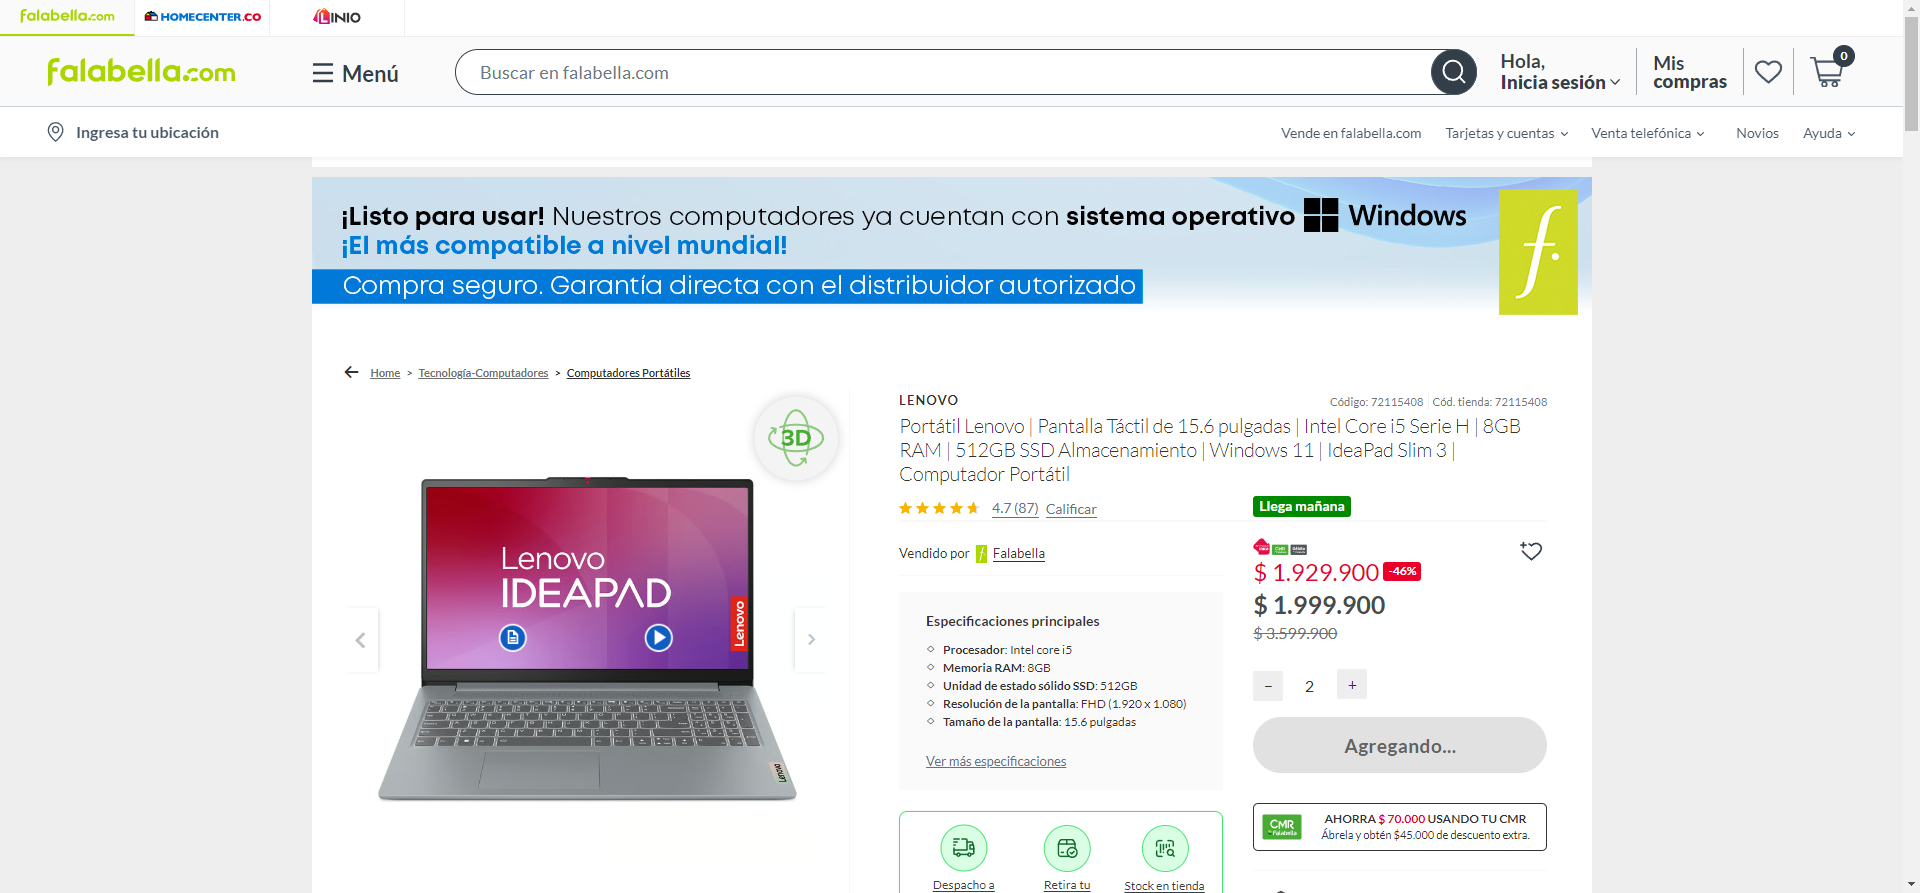 falabella.com
HOMECENTER.CO
LINIO
falabella.com
Menú
Buscar en falabella.com
Hola,
Inicia sesión
Mis
compras
0
Ingresa tu ubicación
Vende en falabella.com
Tarjetas y cuentas
Venta telefónica
Novios
Ayuda
¡Listo para usar! Nuestros computadores ya cuentan con sistema operativo Windows
¡El más compatible a nivel mundial!
Compra seguro. Garantía directa con el distribuidor autorizado
f.
Home > Tecnología-Computadores > Computadores Portátiles
3D
Lenovo
IDEAPAD
Lenovo
Lenovo
LENOVO
Código: 72115408
Cód. tienda: 72115408
Portátil Lenovo | Pantalla Táctil de 15.6 pulgadas | Intel Core i5 Serie H | 8GB
RAM | 512GB SSD Almacenamiento | Windows 11 | IdeaPad Slim 3 |
Computador Portátil
4.7 (87)
Calificar
Llega mañana
Vendido por f Falabella
$ 1.929.900
-46%
$ 1.999.900
$ 3.599.900
Especificaciones principales
Procesador: Intel core i5
Memoria RAM: 8GB
Unidad de estado sólido SSD: 512GB
Resolución de la pantalla: FHD (1.920 x 1.080)
Tamaño de la pantalla: 15.6 pulgadas
Ver más especificaciones
- 2 +
Agregando...
CMR
Falabella
AHORRA $ 70.000 USANDO TU CMR
Ábrela y obtén $45.000 de descuento extra.
Despacho a
Retira tu
Stock en tienda